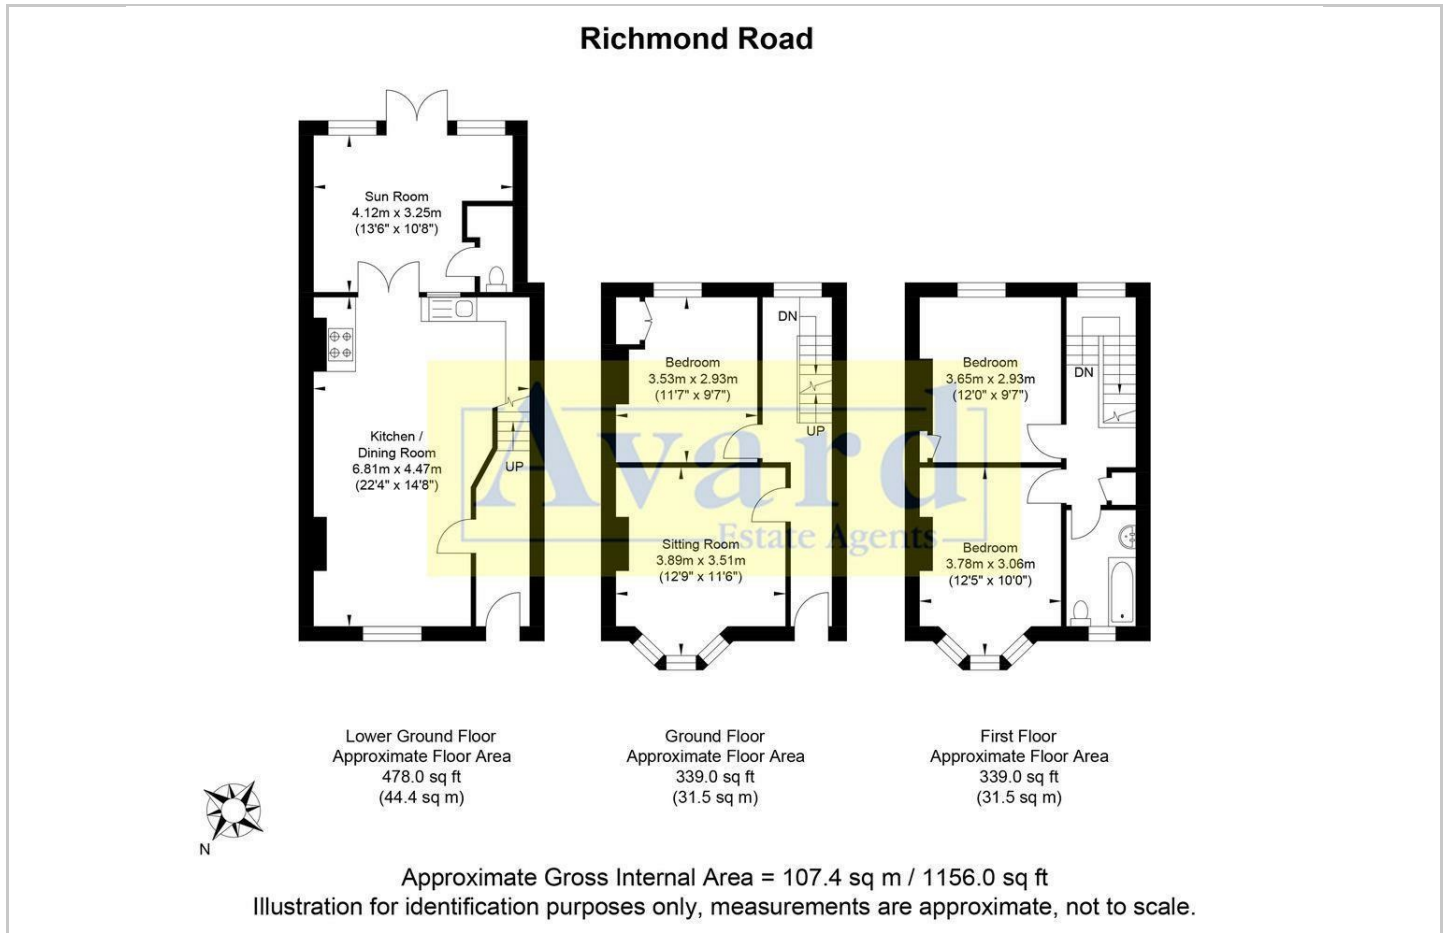 Richmond Road
Sun Room
4.12m x 3.25m
(13'6" x 10'8")
Kitchen /
Dining Room
6.81m x 4.47m
(22'4" x 14'8")
UP
DN
Bedroom
3.53m x 2.93m
(11'7" x 9'7")
UP
Sitting Room
3.89m x 3.51m
(12'9" x 11'6")
Bedroom
3.65m x 2.93m
(12'0" x 9'7")
DN
Bedroom
3.78m x 3.06m
(12'5" x 10'0")
Avard
Estate Agents
Lower Ground Floor
Approximate Floor Area
478.0 sq ft
(44.4 sq m)
Ground Floor
Approximate Floor Area
339.0 sq ft
(31.5 sq m)
First Floor
Approximate Floor Area
339.0 sq ft
(31.5 sq m)
N
Approximate Gross Internal Area = 107.4 sq m / 1156.0 sq ft
Illustration for identification purposes only, measurements are approximate, not to scale.